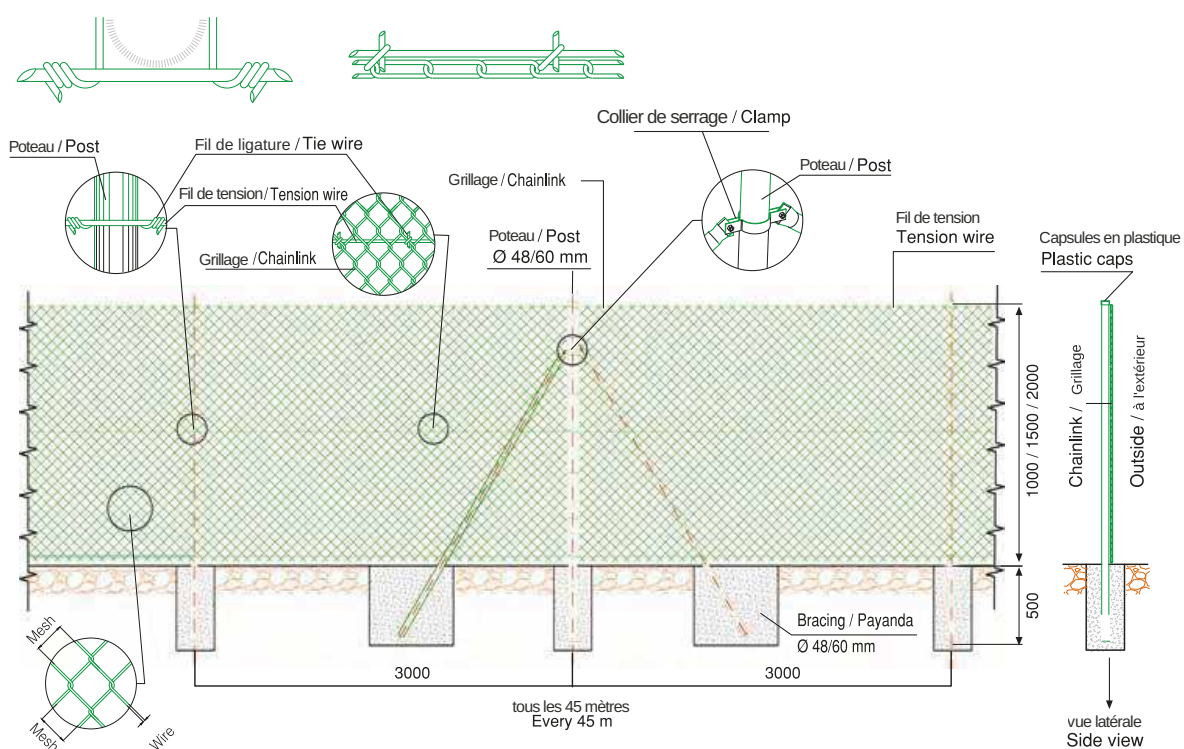 Collier de serrage / Clamp
Poteau / Post
Fil de ligature / Tie wire
Poteau / Post
Grillage / Chainlink
Fil de tension / Tension wire
Fil de tension
Tension wire
Poteau / Post
Ø 48/60 mm
Capsules en plastique
Plastic caps
Grillage / Chainlink
1000 / 1500 / 2000
Chainlink / Grillage
Outside / à l'extérieur
500
Bracing / Payanda
Ø 48/60 mm
Mesh
Mesh
Wire
3000
3000
tous les 45 mètres
Every 45 m
vue latérale
Side view